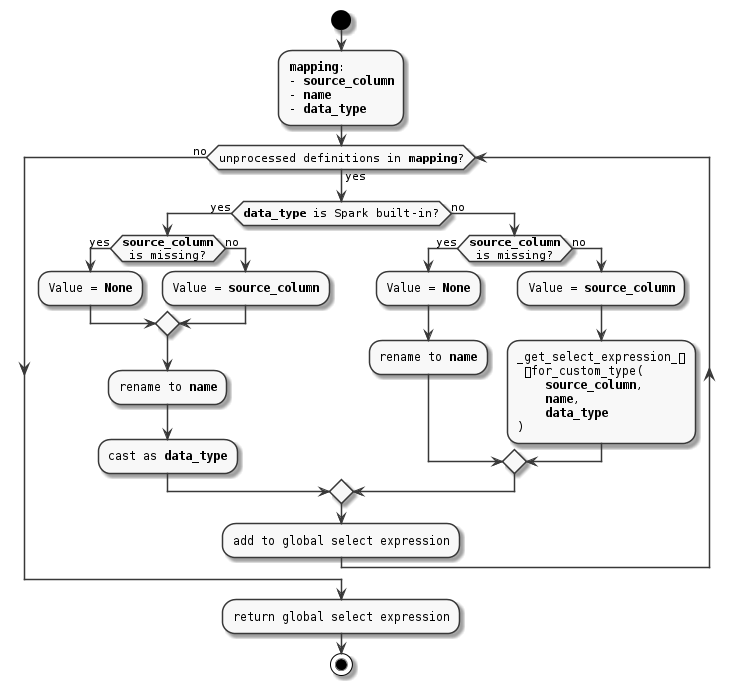 mapping:
- source_column
- name
- data_type
no
unprocessed definitions in mapping?
yes
yes
data_type is Spark built-in?
no
yes
source_column
is missing?
no
yes
source_column
is missing?
no
Value = None
Value = source_column
Value = None
Value = source_column
rename to name
_get_select_expression_▯
▯for_custom_type(
source_column,
name,
data_type
)
rename to name
cast as data_type
add to global select expression
return global select expression